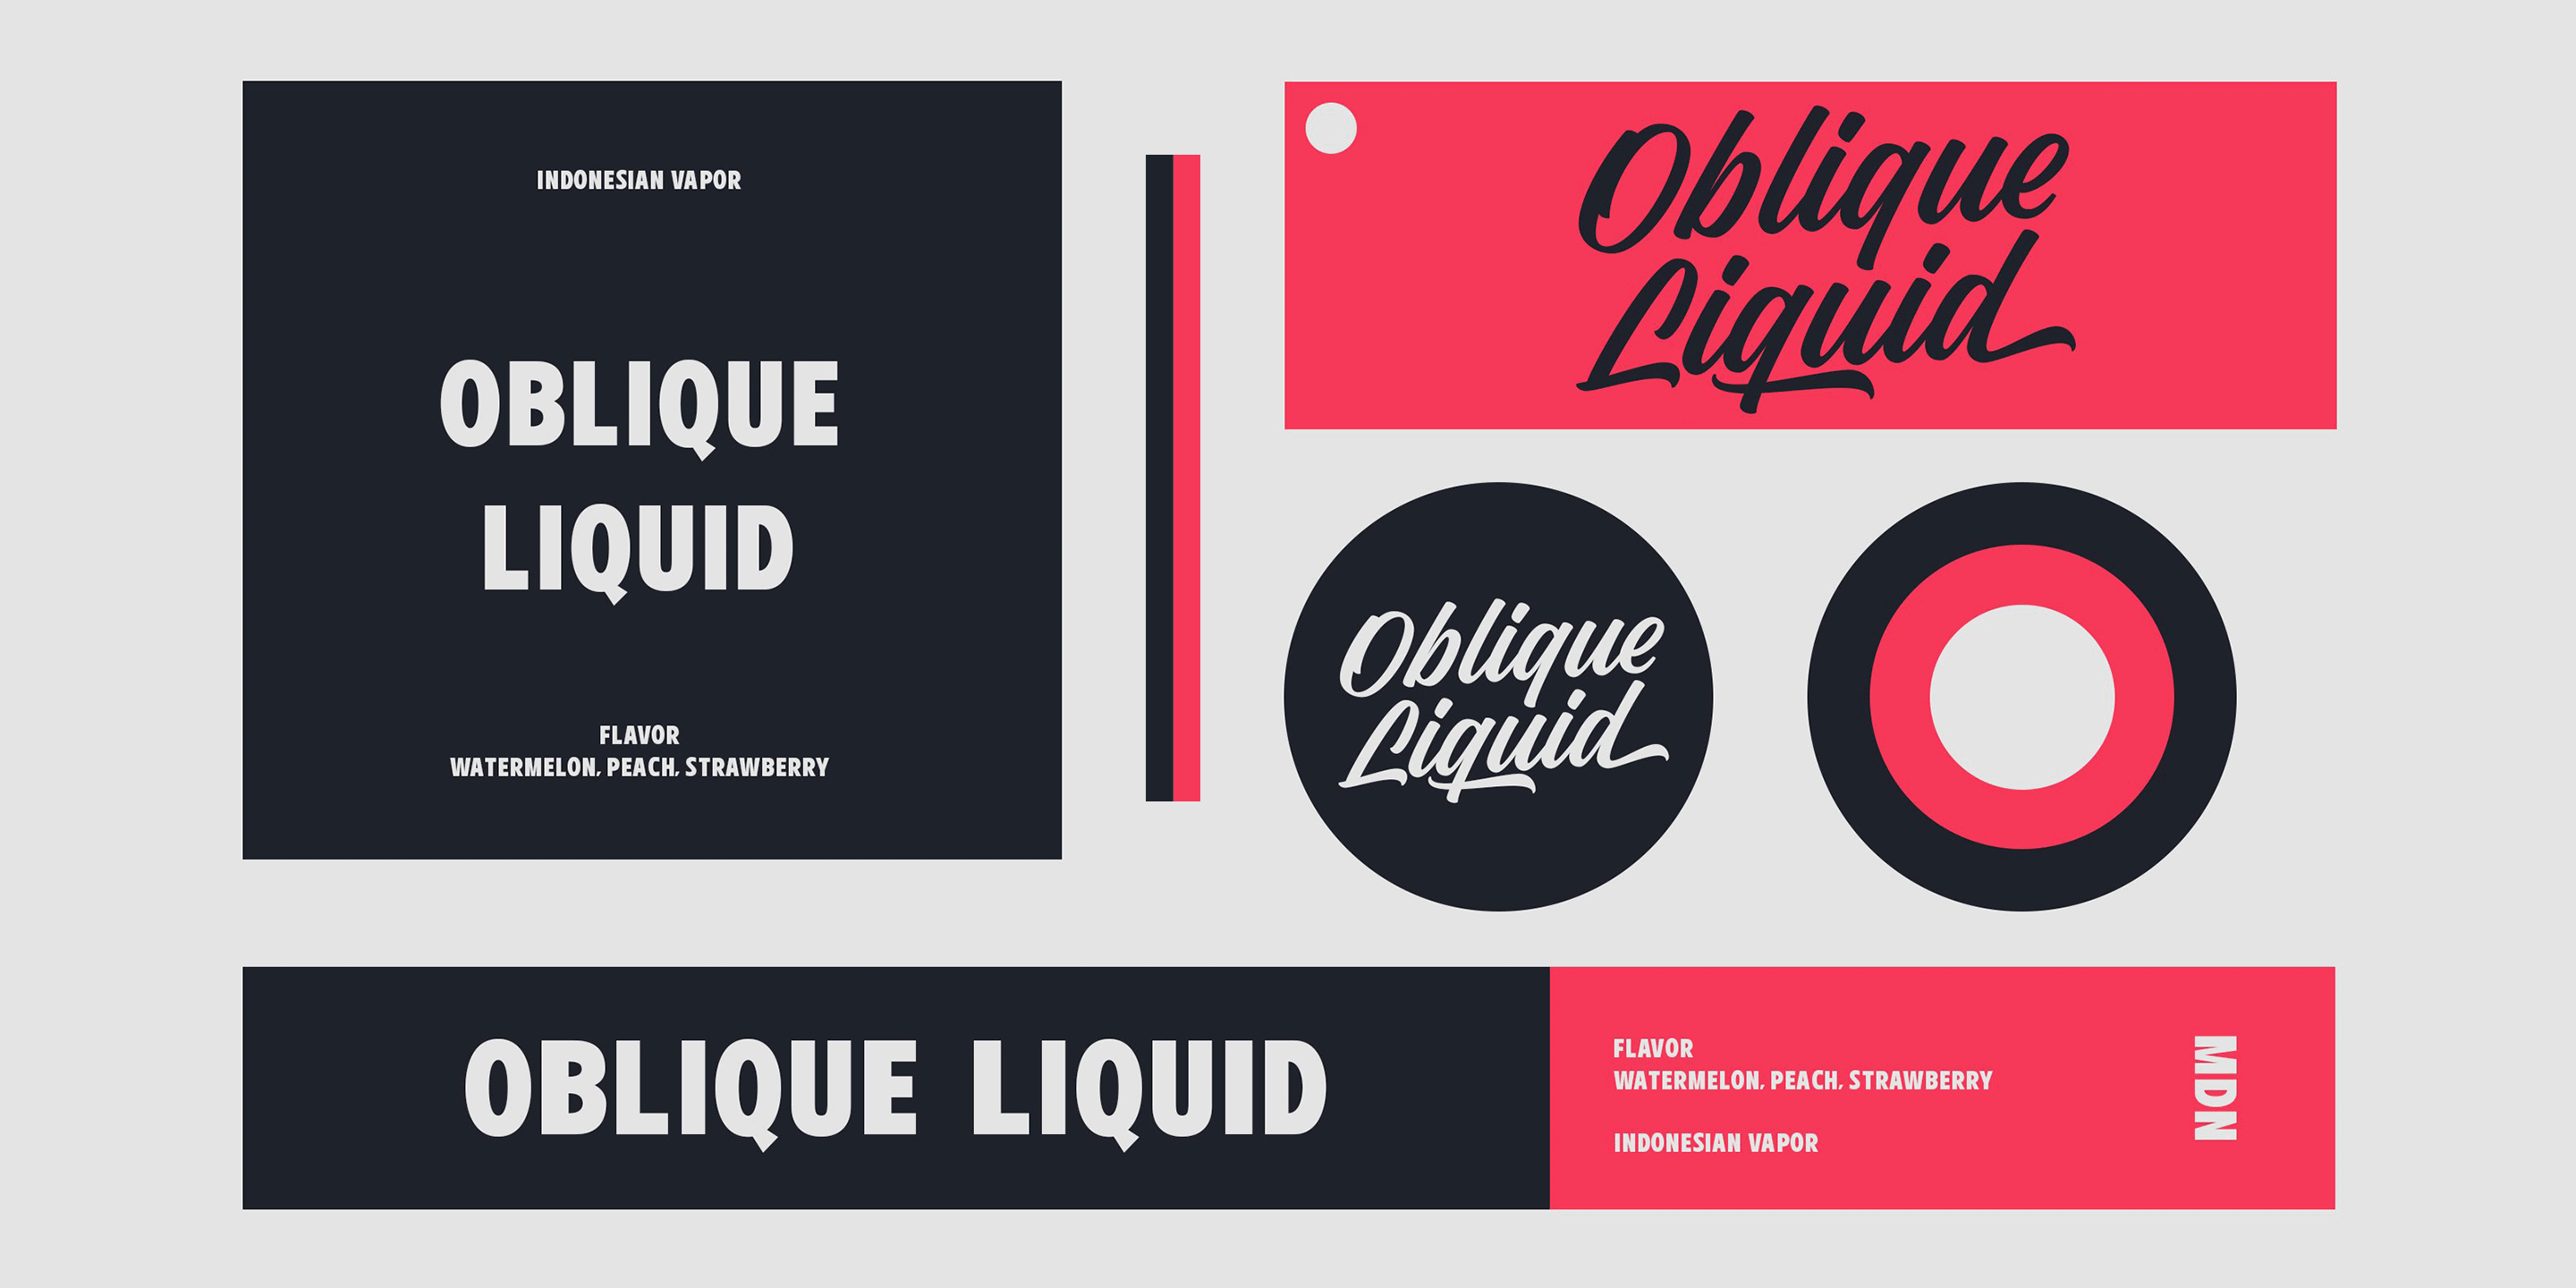 INDONESIAN VAPOR
OBLIQUE
LIQUID
FLAVOR
WATERMELON, PEACH, STRAWBERRY
Oblique
Liquid
Oblique
Liquid
OBLIQUE LIQUID
FLAVOR
WATERMELON, PEACH, STRAWBERRY
INDONESIAN VAPOR
MDN